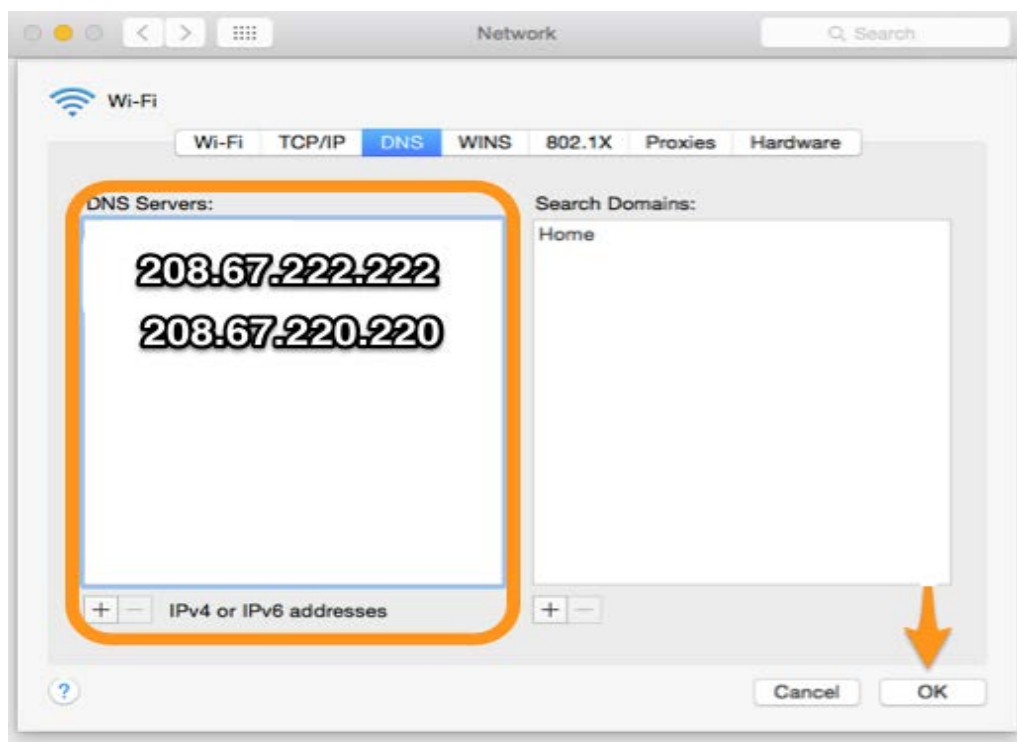 Network
Search
Wi-Fi
Wi-Fi TCP/IP DNS WINS 802.1X Proxies Hardware
DNS Servers:
208.67.222.222
208.67.220.220
+ − IPv4 or IPv6 addresses
Search Domains:
Home
+ −
? Cancel OK